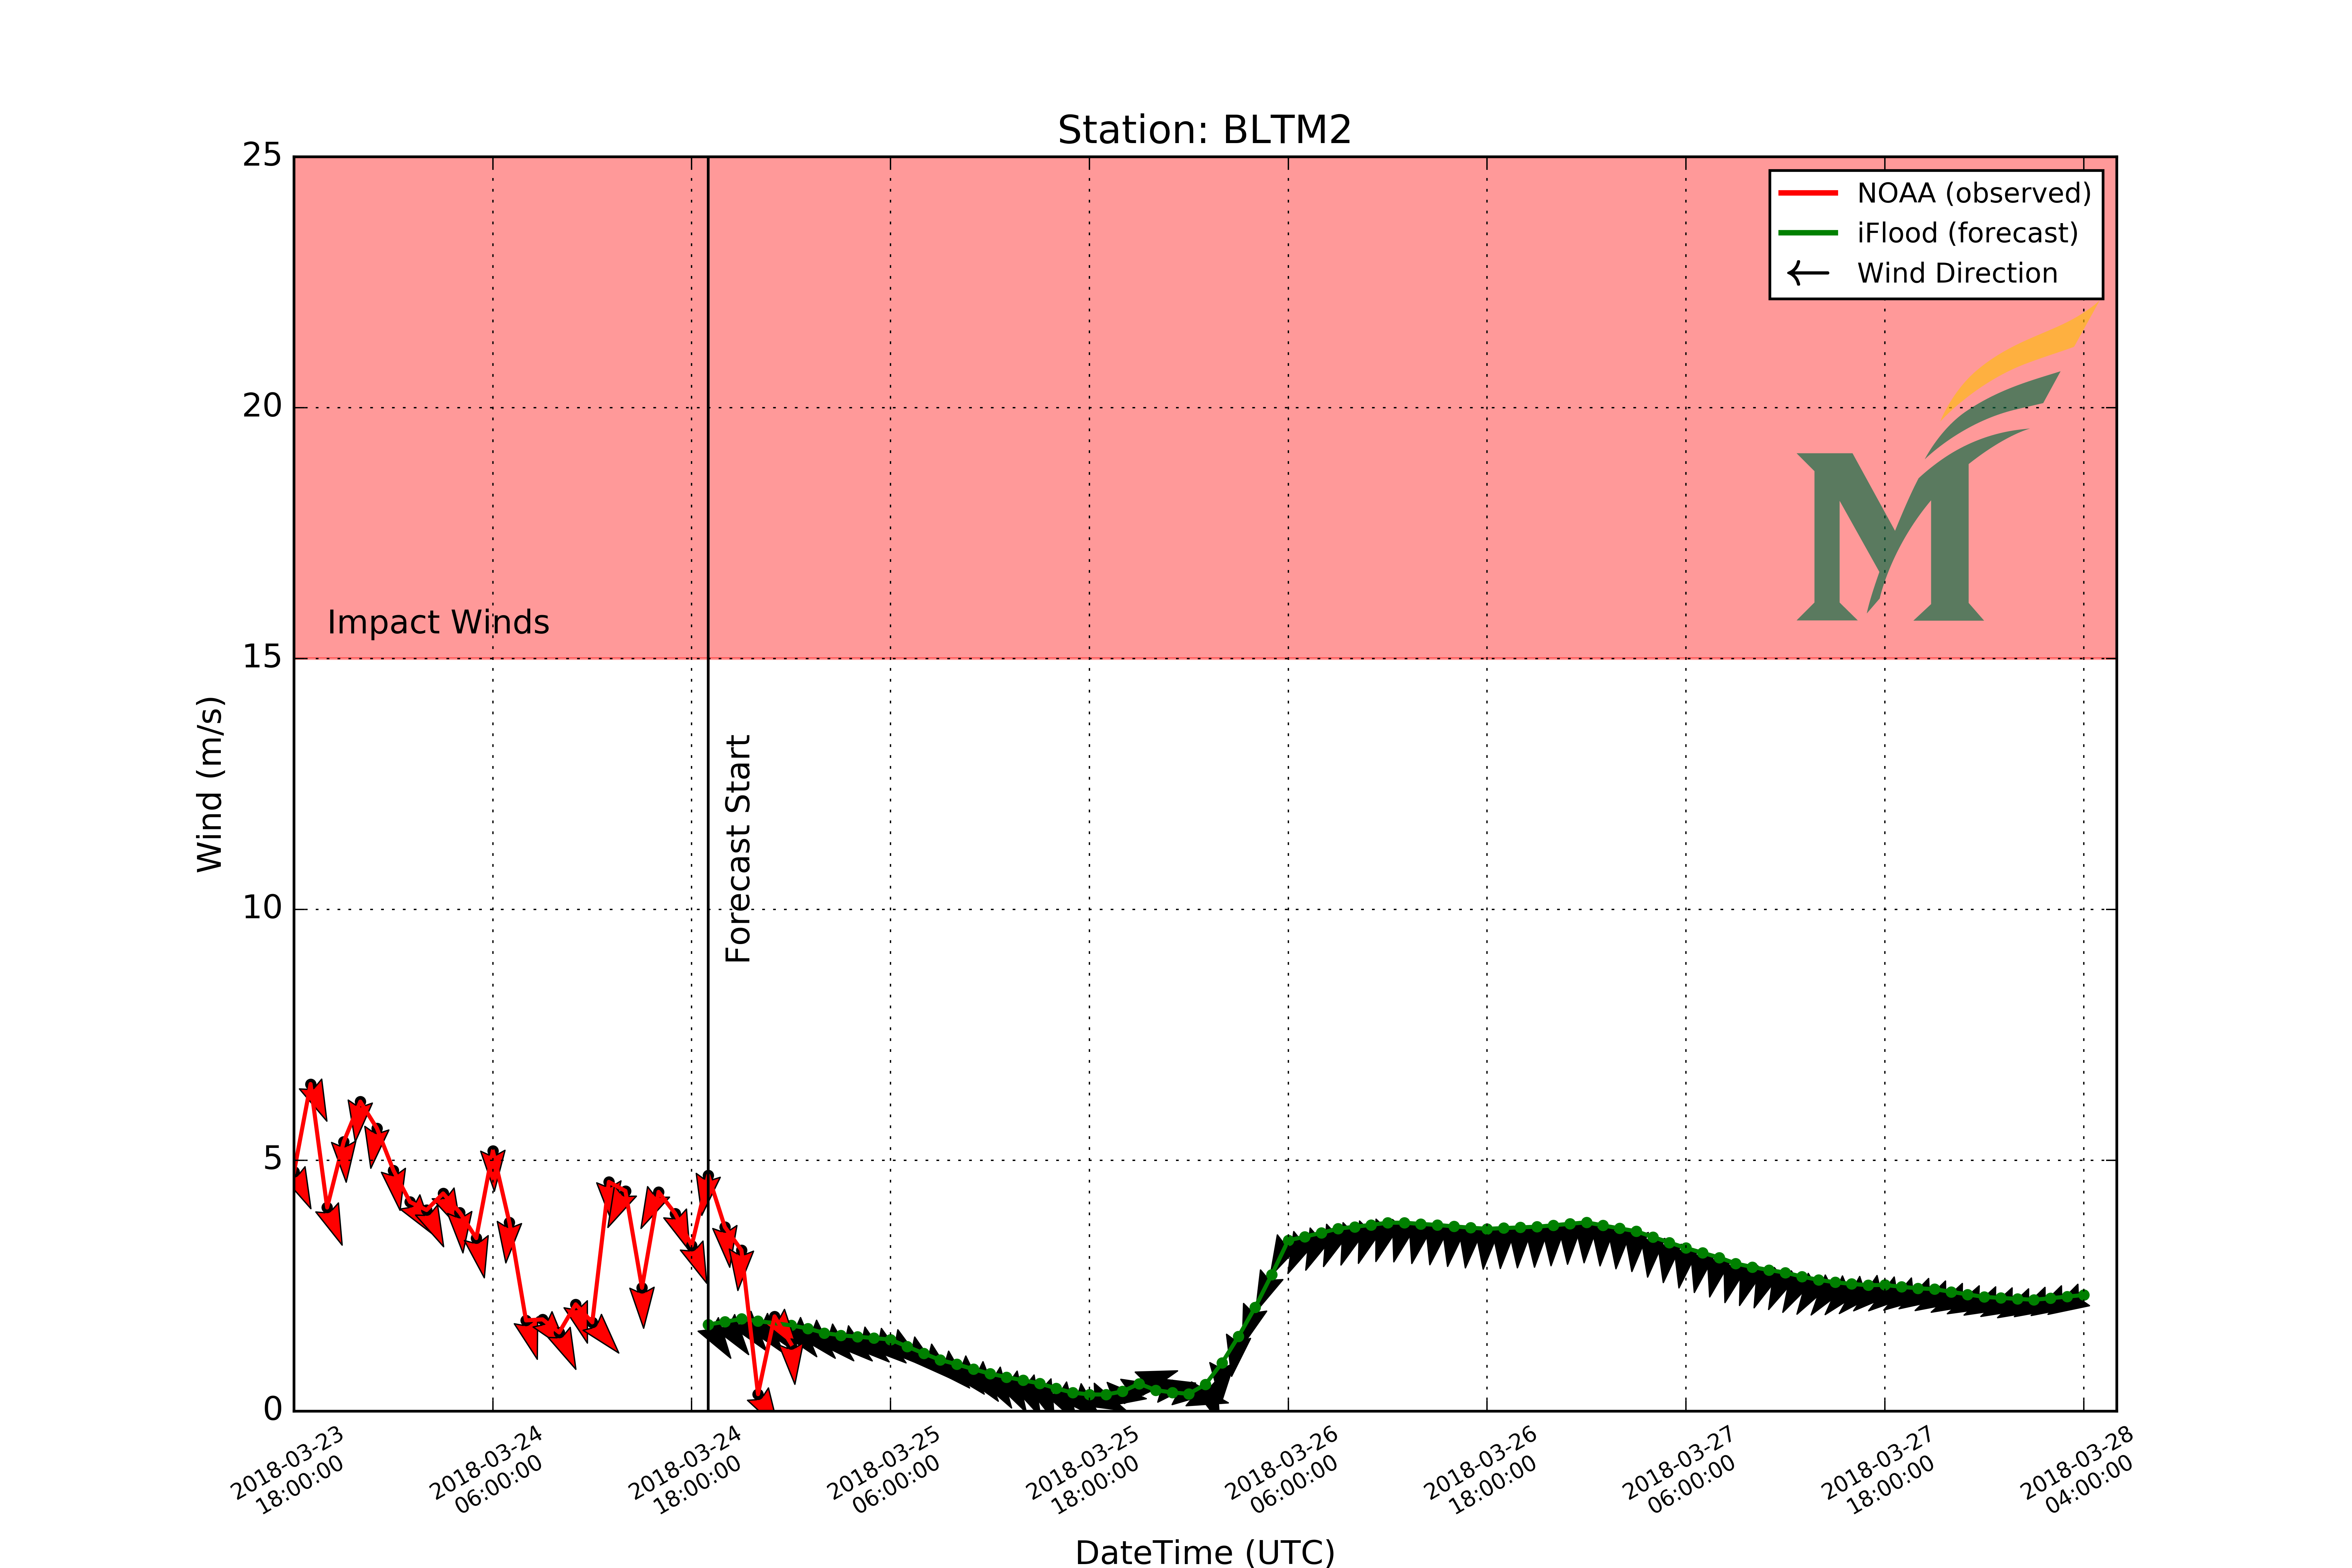 Station: BLTM2
25
20
15
10
5
0
Wind (m/s)
NOAA (observed)
iFlood (forecast)
Wind Direction
M
Impact Winds
Forecast Start
2018-03-23
18:00:00
2018-03-24
06:00:00
2018-03-24
18:00:00
2018-03-25
06:00:00
2018-03-25
18:00:00
2018-03-26
06:00:00
2018-03-26
18:00:00
2018-03-27
06:00:00
2018-03-27
18:00:00
2018-03-28
04:00:00
DateTime (UTC)